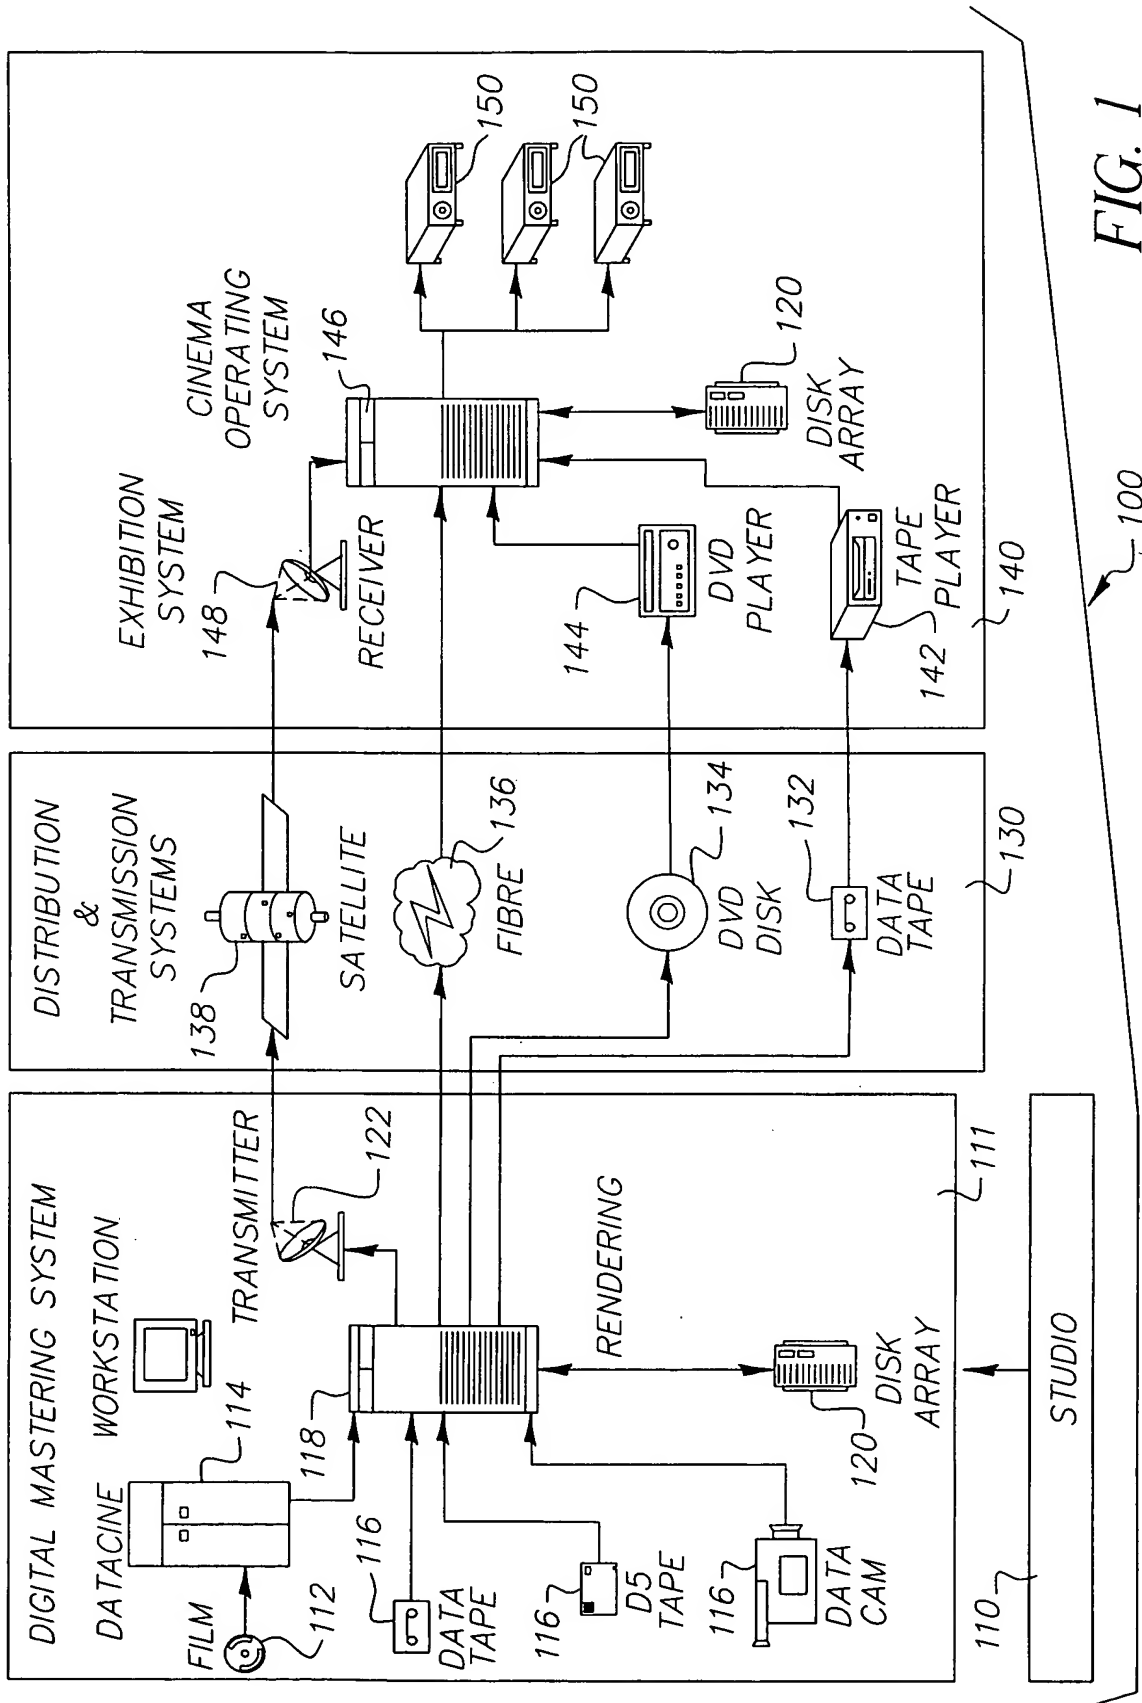 DIGITAL MASTERING SYSTEM
DATACINE
WORKSTATION
FILM
112
114
118
TRANSMITTER
122
116
DATA
TAPE
116
D5
TAPE
116
DATA
CAM
RENDERING
120
DISK
ARRAY
111
110
STUDIO
DISTRIBUTION
&
TRANSMISSION
SYSTEMS
138
SATELLITE
136
FIBRE
134
DVD
DISK
132
DATA
TAPE
130
EXHIBITION
SYSTEM
148
RECEIVER
CINEMA
OPERATING
SYSTEM
146
150
150
144
DVD
PLAYER
120
DISK
ARRAY
142
TAPE
PLAYER
140
100
FIG. 1